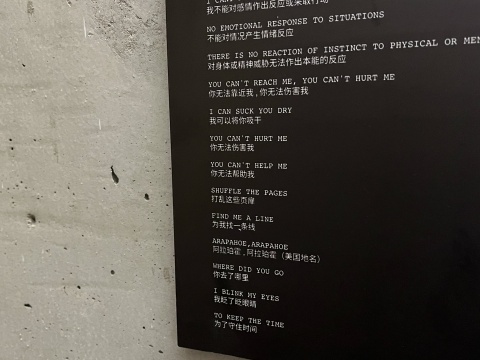 我不能对感情作出反应或采取行动
NO EMOTIONAL RESPONSE TO SITUATIONS
不能对情况产生情绪反应
THERE IS NO REACTION OF INSTINCT TO PHYSICAL OR
对身体或精神威胁无法作出本能的反应
YOU CAN'T REACH ME, YOU CAN'T HURT ME
你无法靠近我,你无法伤害我
I CAN SUCK YOU DRY
我可以将你吸干
YOU CAN'T HURT ME
你无法伤害我
YOU CAN'T HELP ME
你无法帮助我
SHUFFLE THE PAGES
打乱这些页序
FIND ME A LINE
为我找一条线
ARAPAHOE,ARAPAHOE
阿拉珀霍,阿拉珀霍(美国地名)
WHERE DID YOU GO
你去了哪里
I BLINK MY EYES
我眨了眨眼睛
TO KEEP THE TIME
为了守住时间